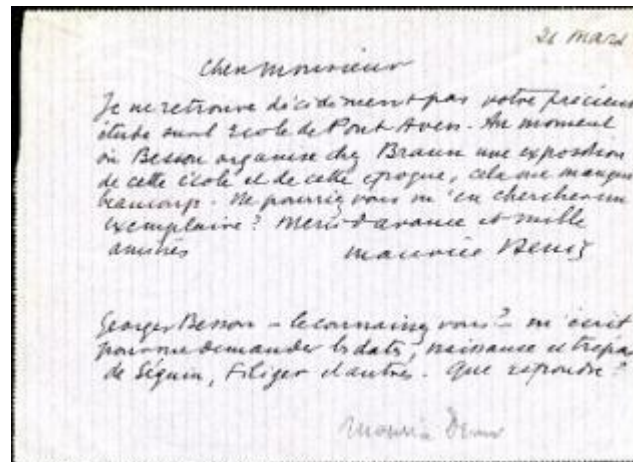 26 mars
cher monsieur
Je ne retrouve décidément pas votre précieuse
étude sur l'Ecole de Pont Aven. Au moment
où Besson organise chez Braun une exposition
de cette école et de cette époque, cela me manque
beaucoup. Ne pourriez vous m'en chercher un
exemplaire? Merci d'avance et mille
amitiés maurice Denis
Georges Besson - le connaissez vous? - m'écrit
pour me demander les dates, naissance et trépas
de Séguin, Filiger et autres. Que répondre?
Maurice Denis